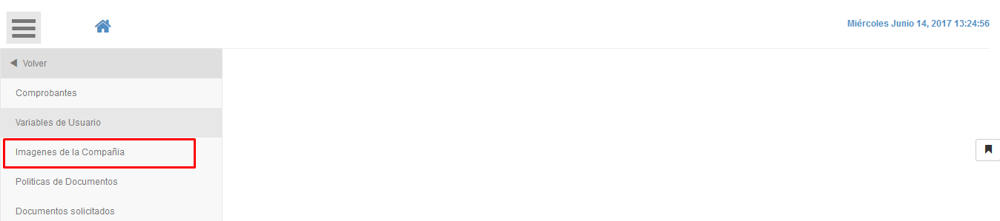 Miércoles Junio 14, 2017 13:24:56
Volver
Comprobantes
Variables de Usuario
Imagenes de la Compañia
Politicas de Documentos
Documentos solicitados